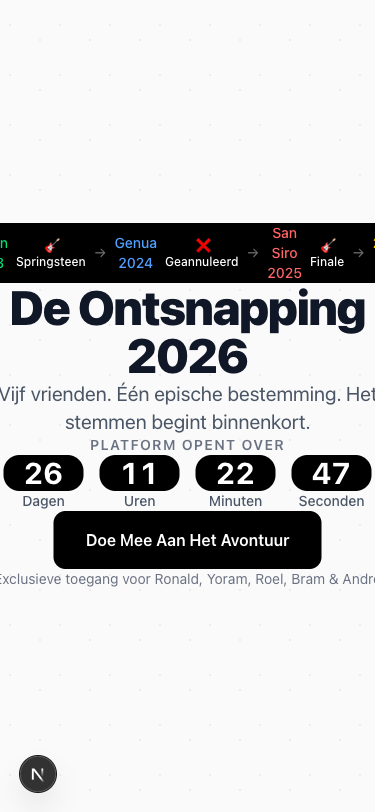 Springsteen → Genua 2024 Geannuleerd → San Siro 2025 Finale →
De Ontsnapping
2026
Vijf vrienden. Één epische bestemming. Het
stemmen begint binnenkort.
PLATFORM OPENT OVER
26 11 22 47
Dagen Uren Minuten Seconden
Doe Mee Aan Het Avontuur
Exclusieve toegang voor Ronald, Yoram, Roel, Bram &
N